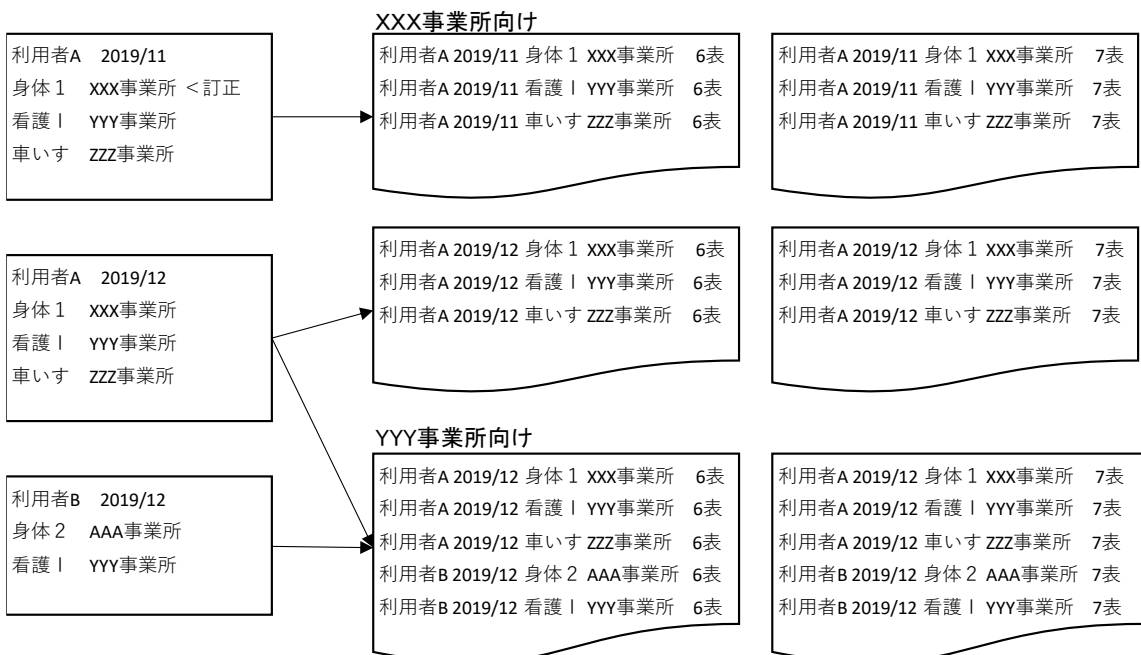 利用者A　2019/11
身体１　XXX事業所 ＜訂正
看護Ⅰ　YYY事業所
車いす　ZZZ事業所
XXX事業所向け
利用者A 2019/11 身体１ XXX事業所　6表
利用者A 2019/11 看護Ⅰ YYY事業所　6表
利用者A 2019/11 車いす ZZZ事業所　6表
利用者A 2019/11 身体１ XXX事業所　7表
利用者A 2019/11 看護Ⅰ YYY事業所　7表
利用者A 2019/11 車いす ZZZ事業所　7表
利用者A　2019/12
身体１　XXX事業所
看護Ⅰ　YYY事業所
車いす　ZZZ事業所
利用者A 2019/12 身体１ XXX事業所　6表
利用者A 2019/12 看護Ⅰ YYY事業所　6表
利用者A 2019/12 車いす ZZZ事業所　6表
利用者A 2019/12 身体１ XXX事業所　7表
利用者A 2019/12 看護Ⅰ YYY事業所　7表
利用者A 2019/12 車いす ZZZ事業所　7表
利用者B　2019/12
身体２　AAA事業所
看護Ⅰ　YYY事業所
YYY事業所向け
利用者A 2019/12 身体１ XXX事業所　6表
利用者A 2019/12 看護Ⅰ YYY事業所　6表
利用者A 2019/12 車いす ZZZ事業所　6表
利用者B 2019/12 身体２ AAA事業所　6表
利用者B 2019/12 看護Ⅰ YYY事業所　6表
利用者A 2019/12 身体１ XXX事業所　7表
利用者A 2019/12 看護Ⅰ YYY事業所　7表
利用者A 2019/12 車いす ZZZ事業所　7表
利用者B 2019/12 身体２ AAA事業所　7表
利用者B 2019/12 看護Ⅰ YYY事業所　7表